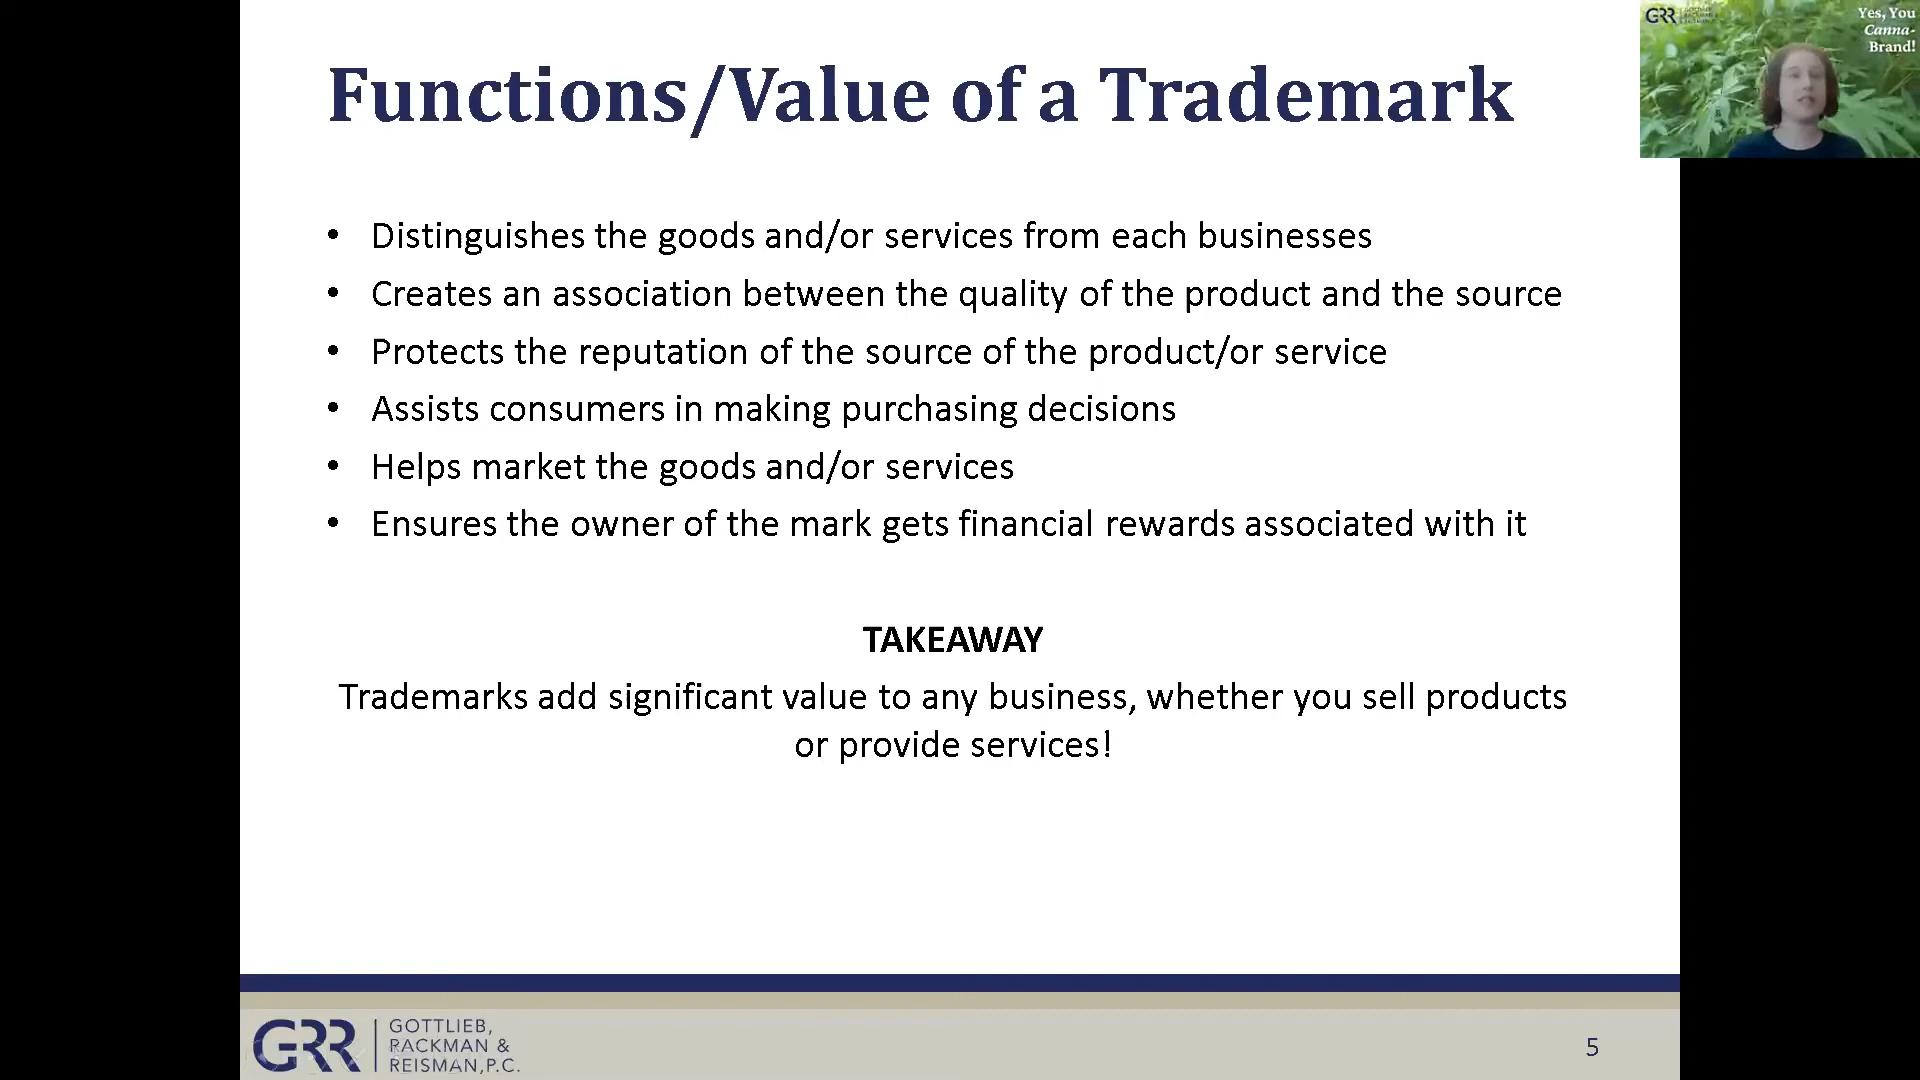 Functions/Value of a Trademark
• Distinguishes the goods and/or services from each businesses
• Creates an association between the quality of the product and the source
• Protects the reputation of the source of the product/or service
• Assists consumers in making purchasing decisions
• Helps market the goods and/or services
• Ensures the owner of the mark gets financial rewards associated with it
TAKEAWAY
Trademarks add significant value to any business, whether you sell products
or provide services!
GRR
GOTTLIEB,
RACKMAN &
REISMAN, P.C.
5
GRR
Yes, You
Canna-
Brand!